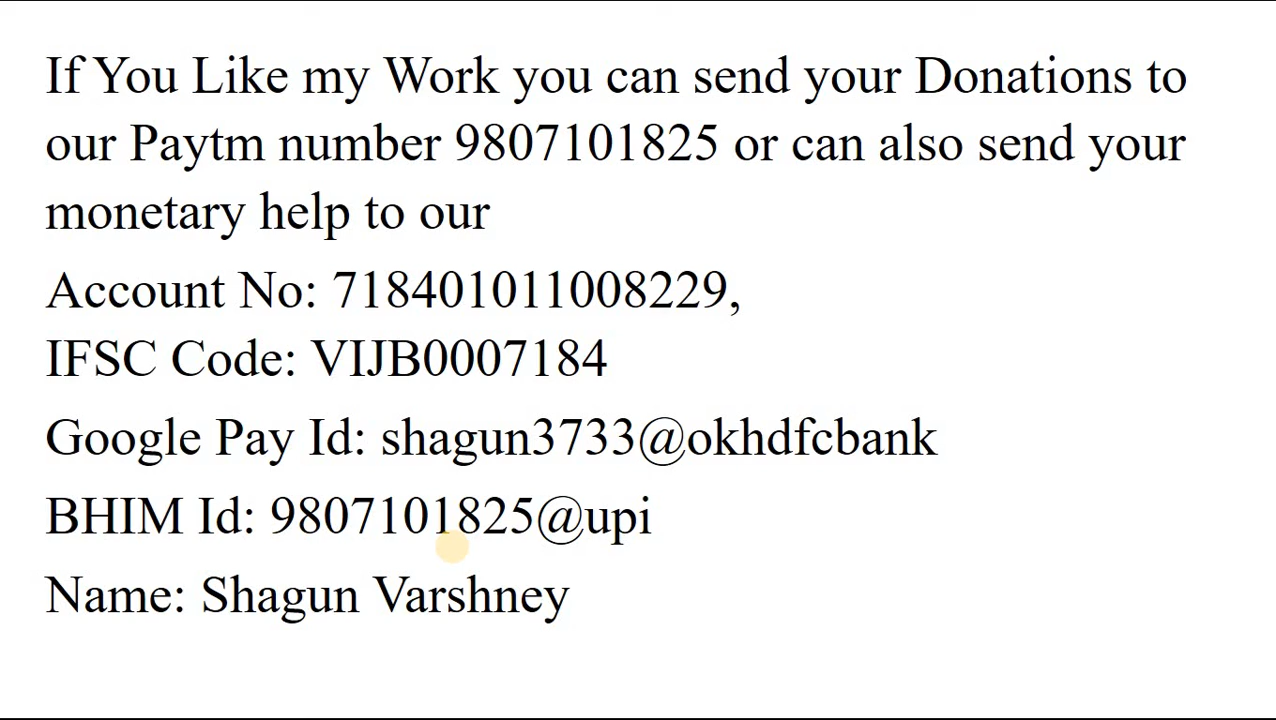 If You Like my Work you can send your Donations to
our Paytm number 9807101825 or can also send your
monetary help to our
Account No: 718401011008229,
IFSC Code: VIJB0007184
Google Pay Id: shagun3733@okhdfcbank
BHIM Id: 9807101825@upi
Name: Shagun Varshney